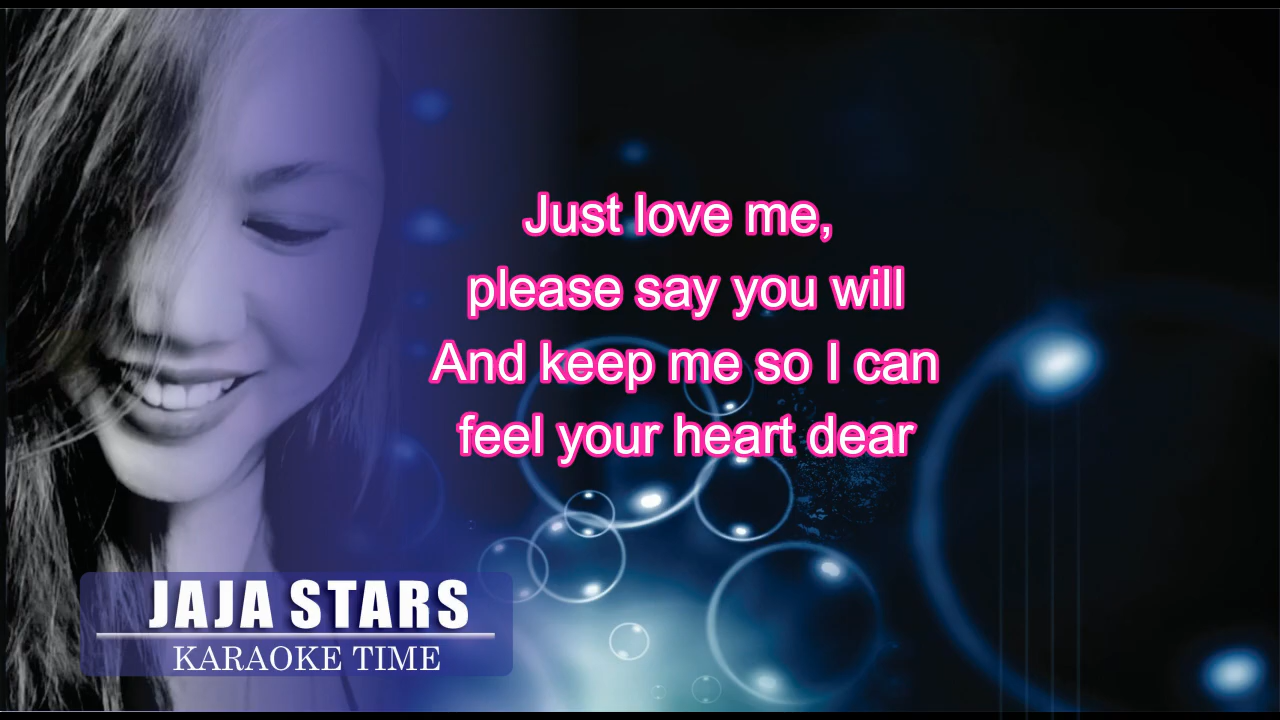 Just love me,
please say you will
And keep me so I can
feel your heart dear
JAJA STARS
KARAOKE TIME